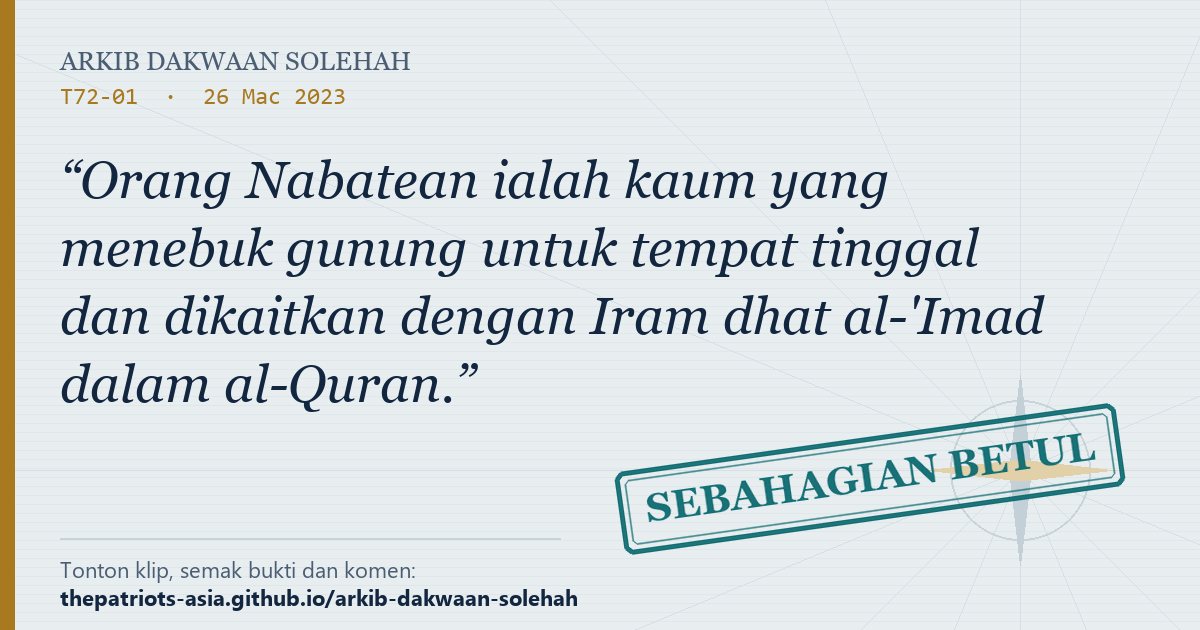 ARKIB DAKWAAN SOLEHAH
T72-01 · 26 Mac 2023
“Orang Nabatean ialah kaum yang
menebuk gunung untuk tempat tinggal
dan dikaitkan dengan Iram dhat al-'Imad
dalam al-Quran.”
SEBAHAGIAN BETUL
Tonton klip, semak bukti dan komen:
thepatriots-asia.github.io/arkib-dakwaan-solehah